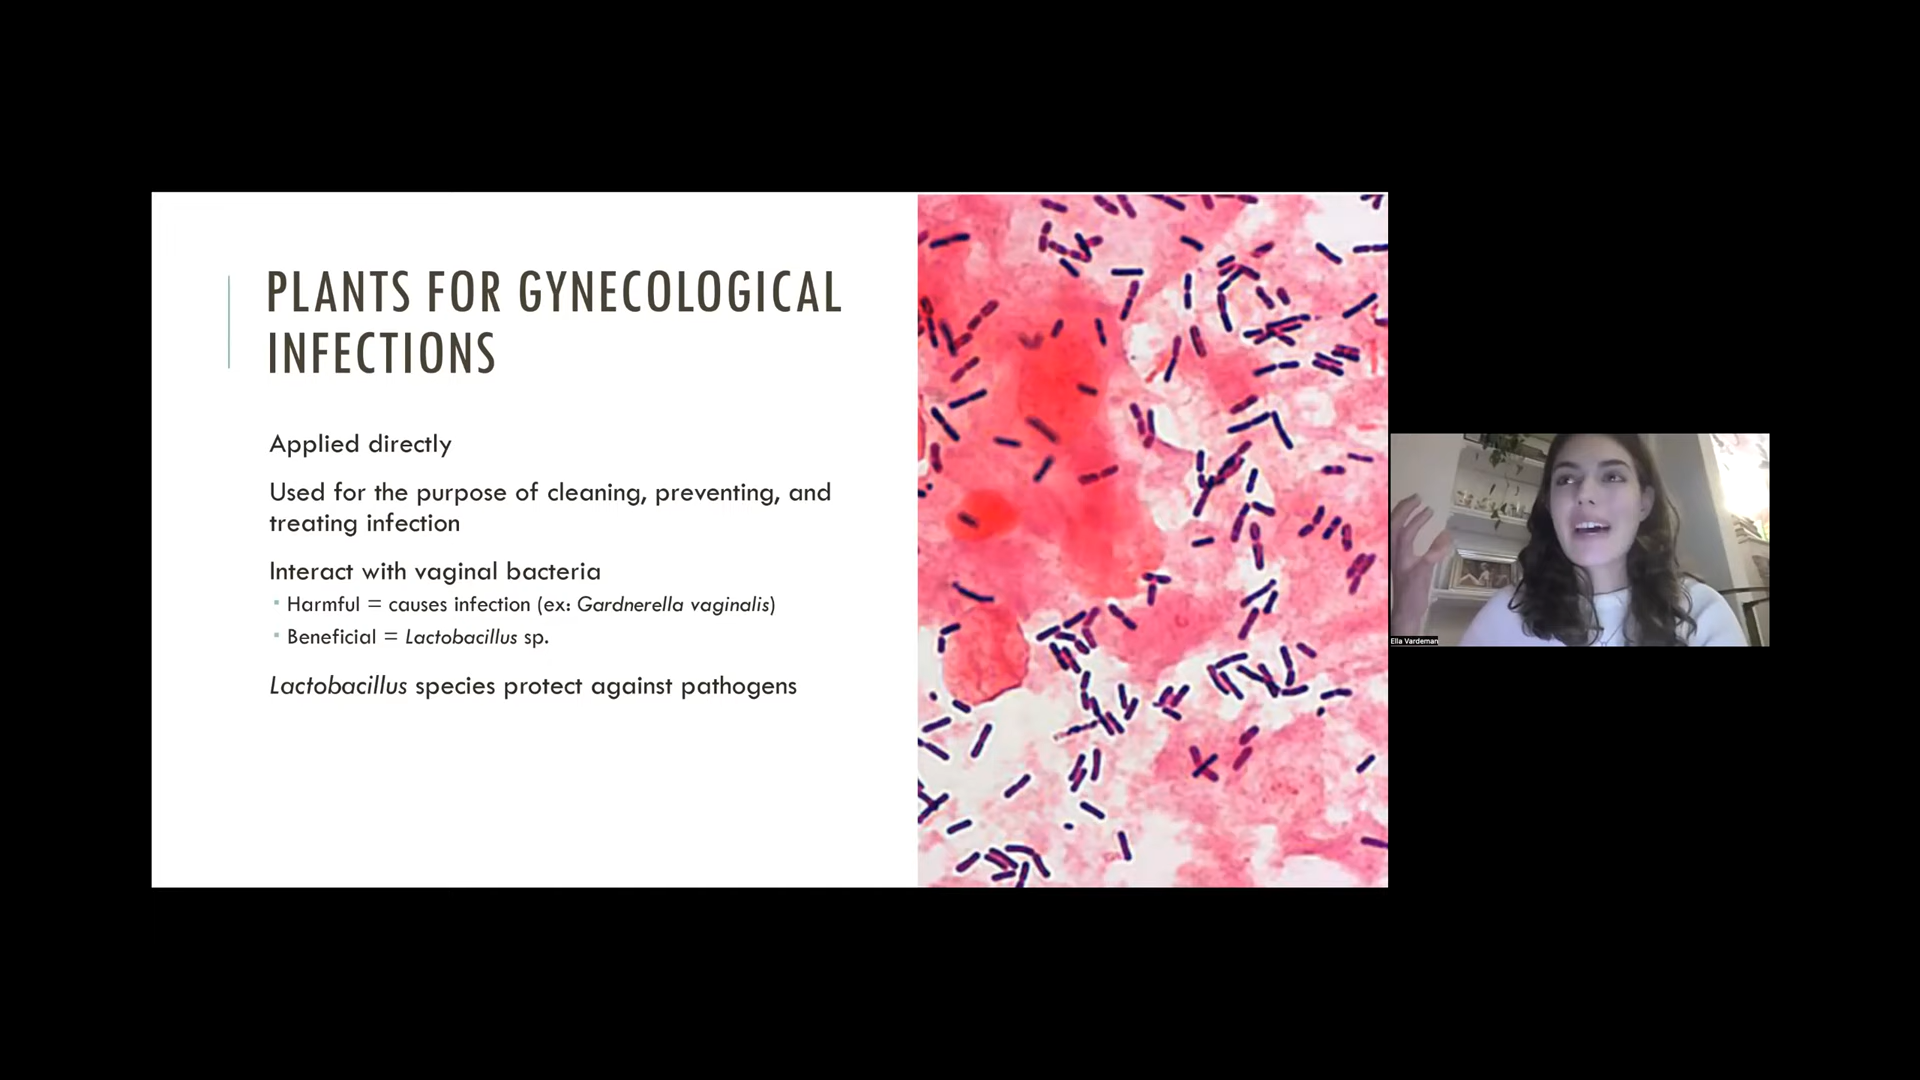 PLANTS FOR GYNECOLOGICAL
INFECTIONS
Applied directly
Used for the purpose of cleaning, preventing, and
treating infection
Interact with vaginal bacteria
▪ Harmful = causes infection (ex: Gardnerella vaginalis)
▪ Beneficial = Lactobacillus sp.
Lactobacillus species protect against pathogens
Ella Vardeman